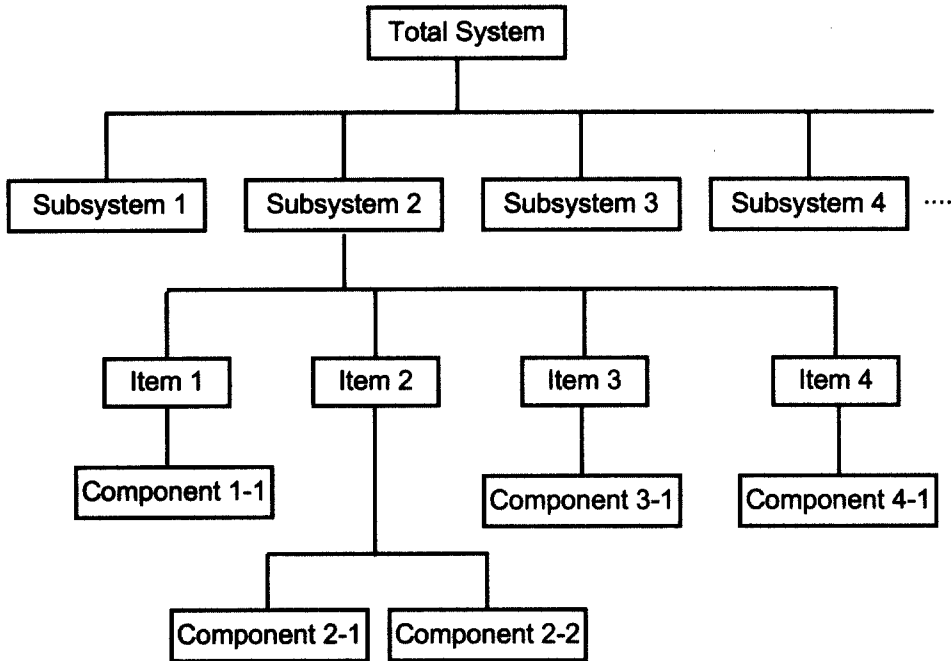 Total System
Subsystem 1
Subsystem 2
Subsystem 3
Subsystem 4
....
Item 1
Item 2
Item 3
Item 4
Component 1-1
Component 3-1
Component 4-1
Component 2-1
Component 2-2